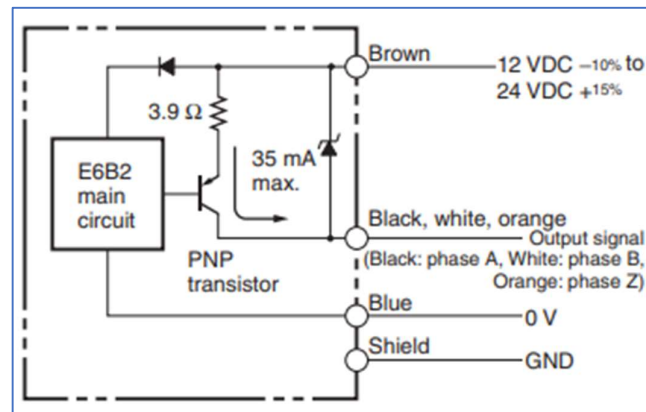 Brown
12 VDC –10% to
24 VDC +15%
3.9 Ω
35 mA
max.
E6B2
main
circuit
PNP
transistor
Black, white, orange
Output signal
(Black: phase A, White: phase B,
Orange: phase Z)
Blue
0 V
Shield
GND